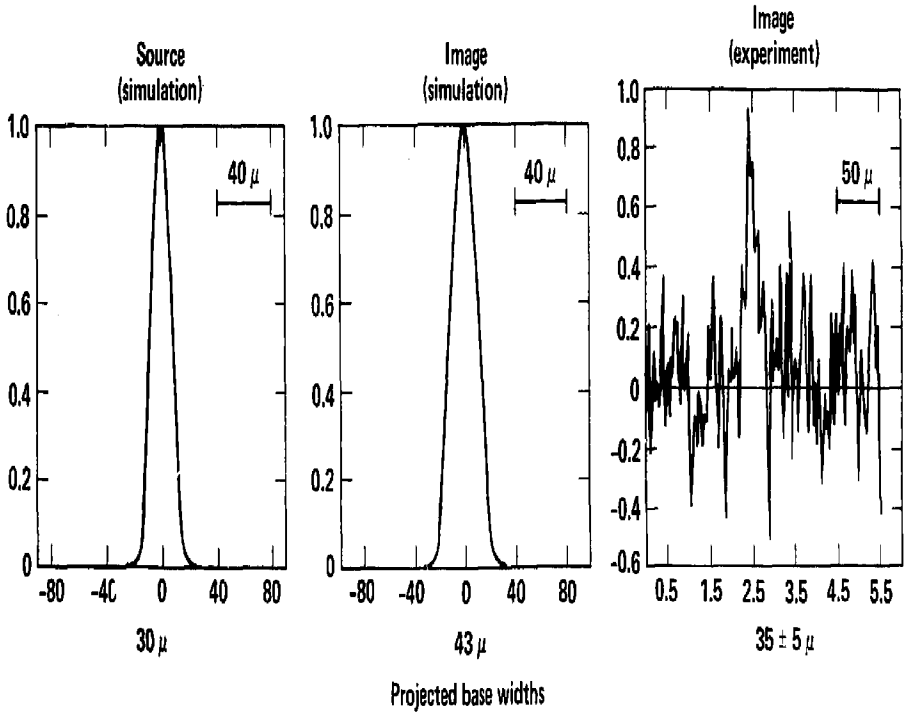 Source
(simulation)
1.0
0.8
0.6
0.4
0.2
0
40 μ
-80
-40
0
40
80
30 μ
Image
(simulation)
1.0
0.8
0.6
0.4
0.2
0
40 μ
-80
-40
0
40
80
43 μ
Image
(experiment)
1.0
0.8
0.6
0.4
0.2
0
-0.2
-0.4
-0.6
50 μ
0.5
1.5
2.5
3.5
4.5
5.5
35 ± 5 μ
Projected base widths